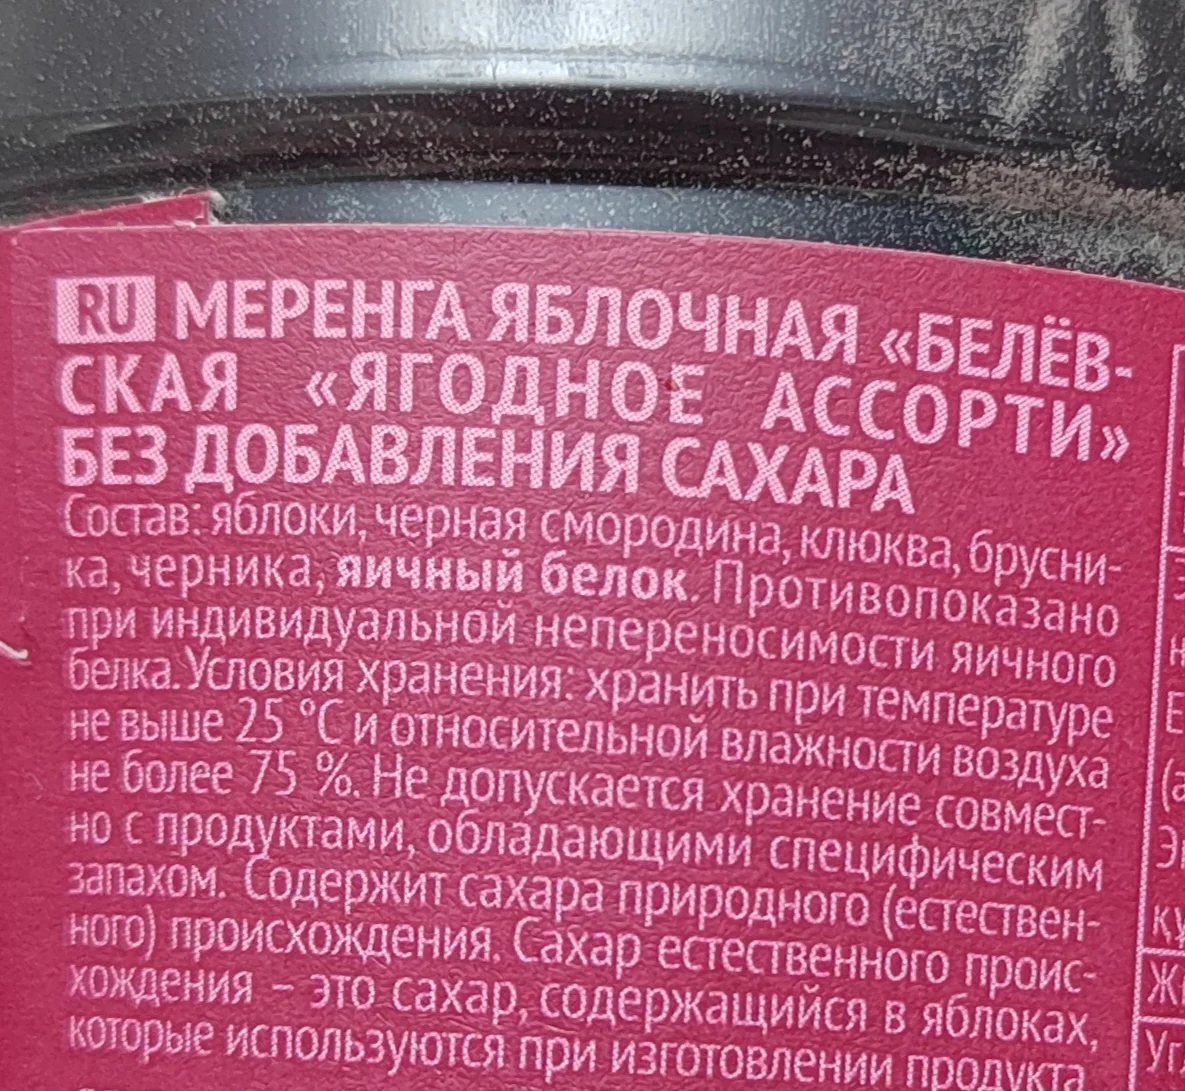 RU МЕРЕНГА ЯБЛОЧНАЯ «БЕЛЁВ-
СКАЯ «ЯГОДНОЕ АССОРТИ»
БЕЗ ДОБАВЛЕНИЯ САХАРА
Состав: яблоки, черная смородина, клюква, брусни-
ка, черника, яичный белок. Противопоказано
при индивидуальной непереносимости яичного
белка. Условия хранения: хранить при температуре
не выше 25 °С и относительной влажности воздуха
не более 75 %. Не допускается хранение совмест-
но с продуктами, обладающими специфическим
запахом. Содержит сахара природного (естествен-
ного) происхождения. Сахар естественного проис-
хождения – это сахар, содержащийся в яблоках,
которые используются при изготовлении продукта